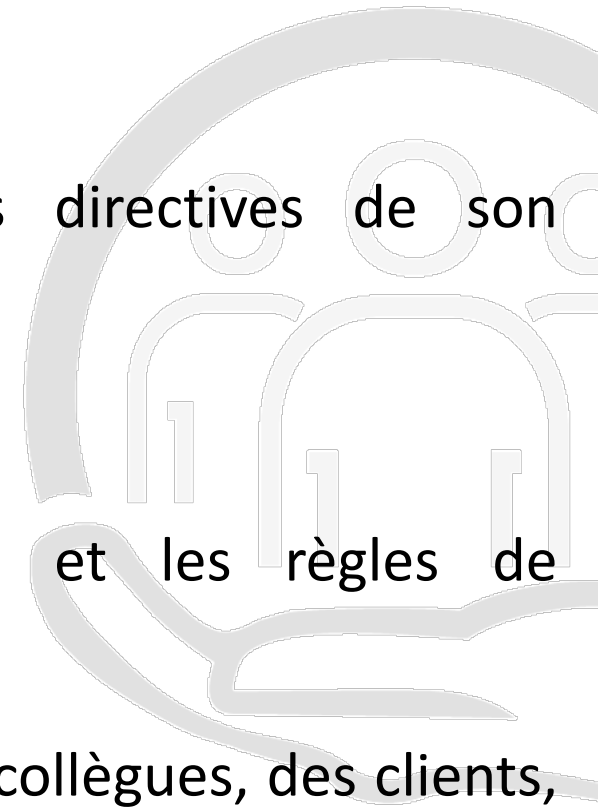 directives de son
et les règles de
collègues, des clients,